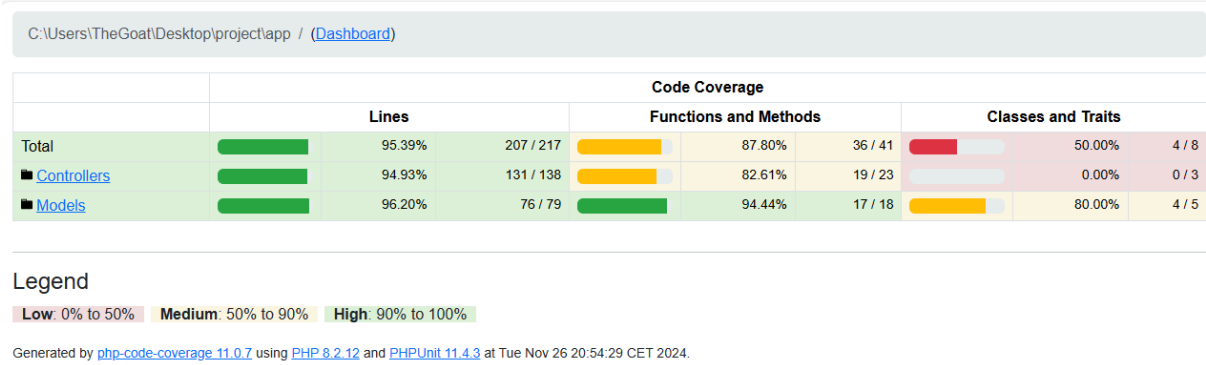 C:\Users\TheGoat\Desktop\project\app / (Dashboard)
Code Coverage
Lines Functions and Methods Classes and Traits
Total 95.39% 207 / 217 87.80% 36 / 41 50.00% 4 / 8
Controllers 94.93% 131 / 138 82.61% 19 / 23 0.00% 0 / 3
Models 96.20% 76 / 79 94.44% 17 / 18 80.00% 4 / 5
Legend
Low: 0% to 50% Medium: 50% to 90% High: 90% to 100%
Generated by php-code-coverage 11.0.7 using PHP 8.2.12 and PHPUnit 11.4.3 at Tue Nov 26 20:54:29 CET 2024.